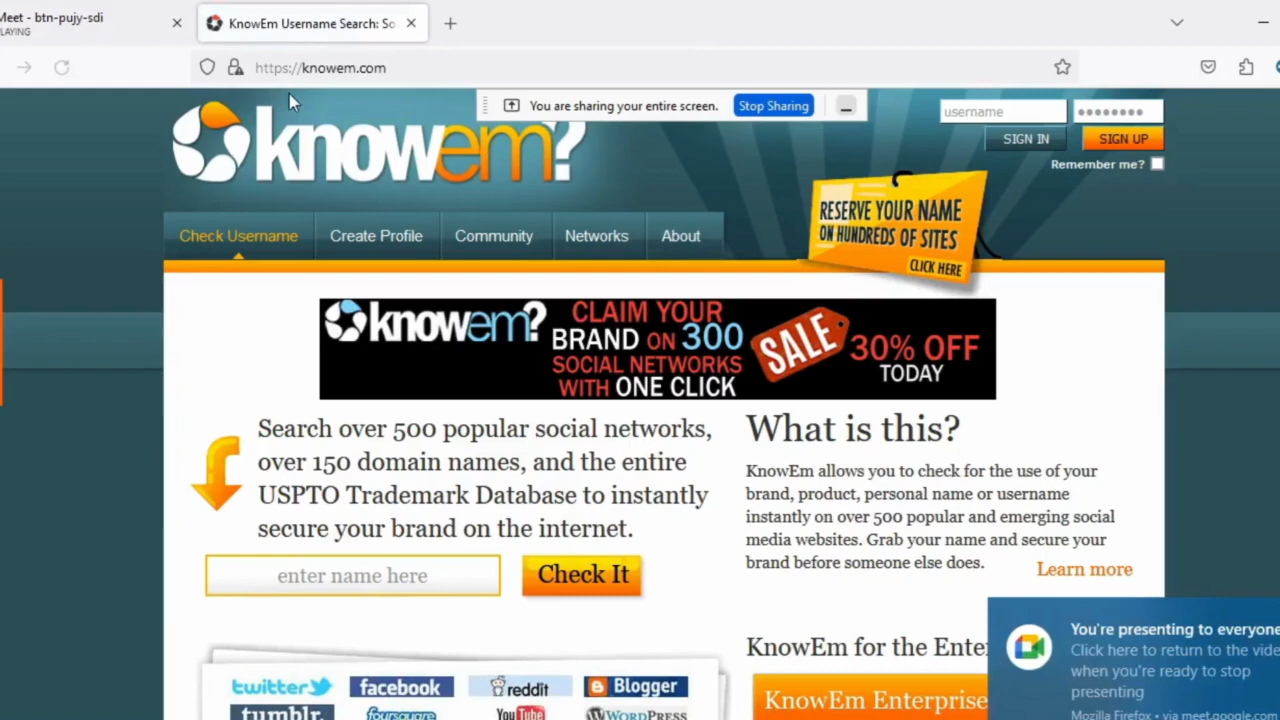 Meet - btn-pujy-sdi
LAYING
KnowEm Username Search: So
https://knowem.com
You are sharing your entire screen.
Stop Sharing
username
SIGN IN
SIGN UP
Remember me?
knowem?
RESERVE YOUR NAME
ON HUNDREDS OF SITES
CLICK HERE
Check Username
Create Profile
Community
Networks
About
knowem?
CLAIM YOUR
BRAND ON 300
SOCIAL NETWORKS
WITH ONE CLICK
SALE
30% OFF
TODAY
Search over 500 popular social networks,
over 150 domain names, and the entire
USPTO Trademark Database to instantly
secure your brand on the internet.
enter name here
Check It
What is this?
KnowEm allows you to check for the use of your
brand, product, personal name or username
instantly on over 500 popular and emerging social
media websites. Grab your name and secure your
brand before someone else does.
Learn more
twitter
facebook
reddit
Blogger
tumblr.
foursquare
You Tube
WORDPRESS
KnowEm for the Ente
KnowEm Enterprise
You're presenting to everyone
Click here to return to the vide
when you're ready to stop
presenting
Mozilla Firefox • via meet.google.com